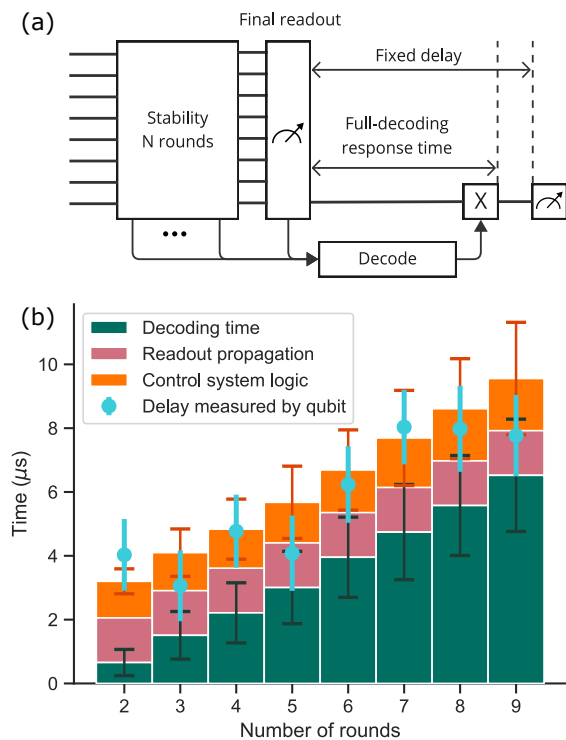 (a)
Final readout
Fixed delay
Stability
N rounds
Full-decoding
response time
X
...
Decode
(b)
Decoding time
Readout propagation
Control system logic
Delay measured by qubit
Time (μs)
10
8
6
4
2
0
2 3 4 5 6 7 8 9
Number of rounds